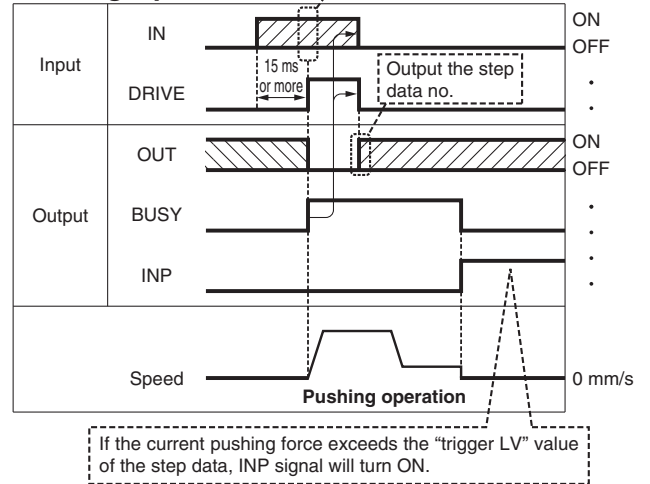 IN
ON
OFF
Input
15 ms
or more
Output the step
data no.
DRIVE
OUT
ON
OFF
Output
BUSY
INP
Speed
0 mm/s
Pushing operation
If the current pushing force exceeds the “trigger LV” value
of the step data, INP signal will turn ON.